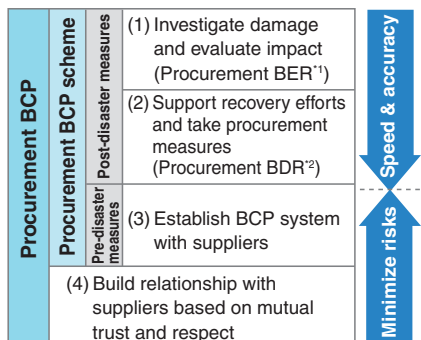 Procurement BCP
Procurement BCP scheme
Post-disaster measures
(1) Investigate damage
and evaluate impact
(Procurement BER*1)
(2) Support recovery efforts
and take procurement
measures
(Procurement BDR*2)
Pre-disaster
measures
(3) Establish BCP system
with suppliers
(4) Build relationship with
suppliers based on mutual
trust and respect
Speed & accuracy
Minimize risks